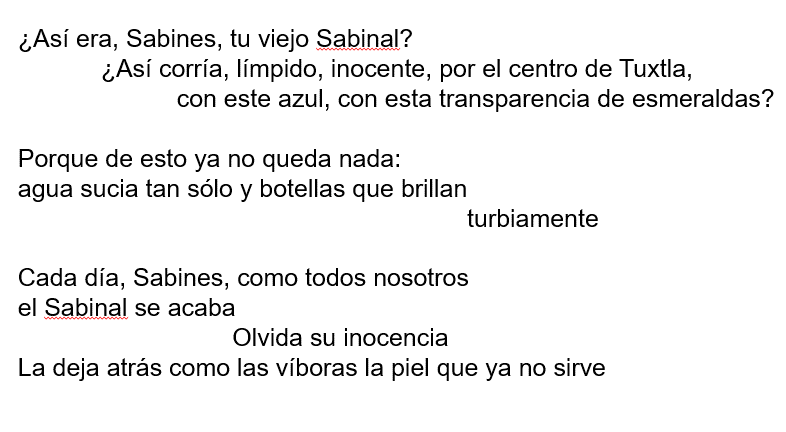 ¿Así era, Sabines, tu viejo Sabinal?
¿Así corría, límpido, inocente, por el centro de Tuxtla,
con este azul, con esta transparencia de esmeraldas?
Porque de esto ya no queda nada:
agua sucia tan sólo y botellas que brillan
turbiamente
Cada día, Sabines, como todos nosotros
el Sabinal se acaba
Olvida su inocencia
La deja atrás como las víboras la piel que ya no sirve